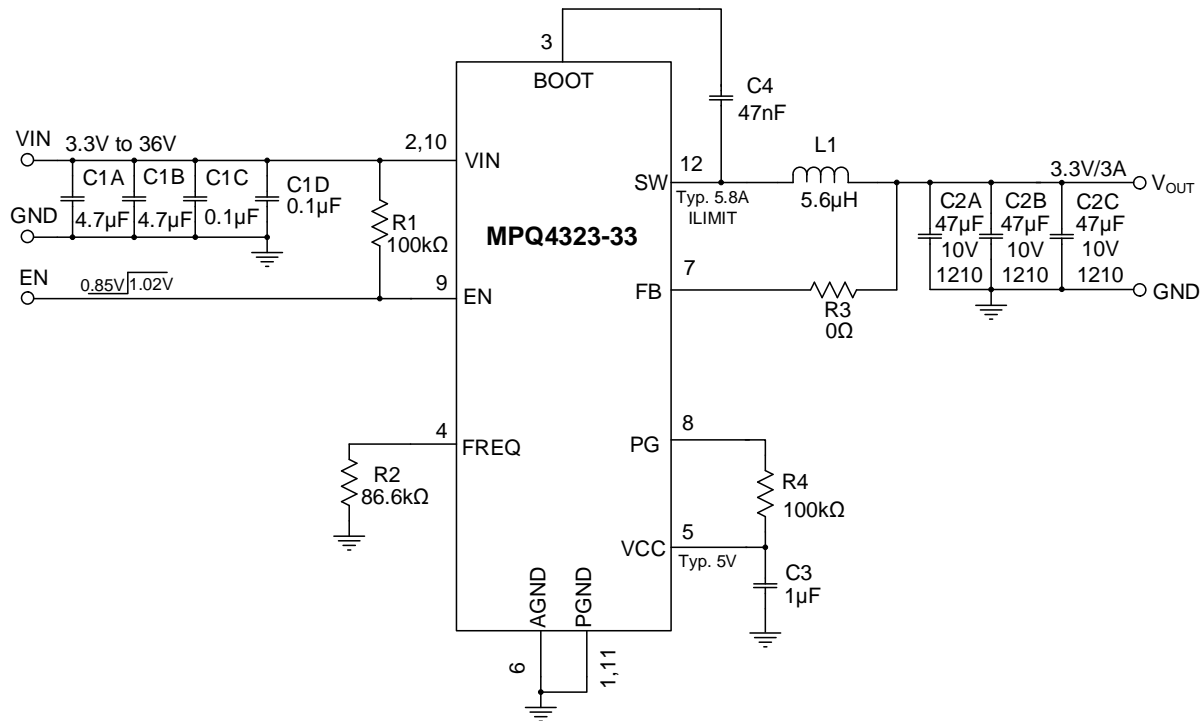 3
BOOT
C4
47nF
VIN
3.3V to 36V
2,10
VIN
C1A
4.7µF
C1B
4.7µF
C1C
0.1µF
C1D
0.1µF
GND
R1
100kΩ
EN
0.85V
1.02V
9
EN
MPQ4323-33
12
SW
Typ. 5.8A
ILIMIT
L1
5.6µH
3.3V/3A
VOUT
C2A
47µF
10V
1210
C2B
47µF
10V
1210
C2C
47µF
10V
1210
GND
7
FB
R3
0Ω
4
FREQ
R2
86.6kΩ
8
PG
R4
100kΩ
5
VCC
Typ. 5V
C3
1µF
AGND
PGND
6
1,11